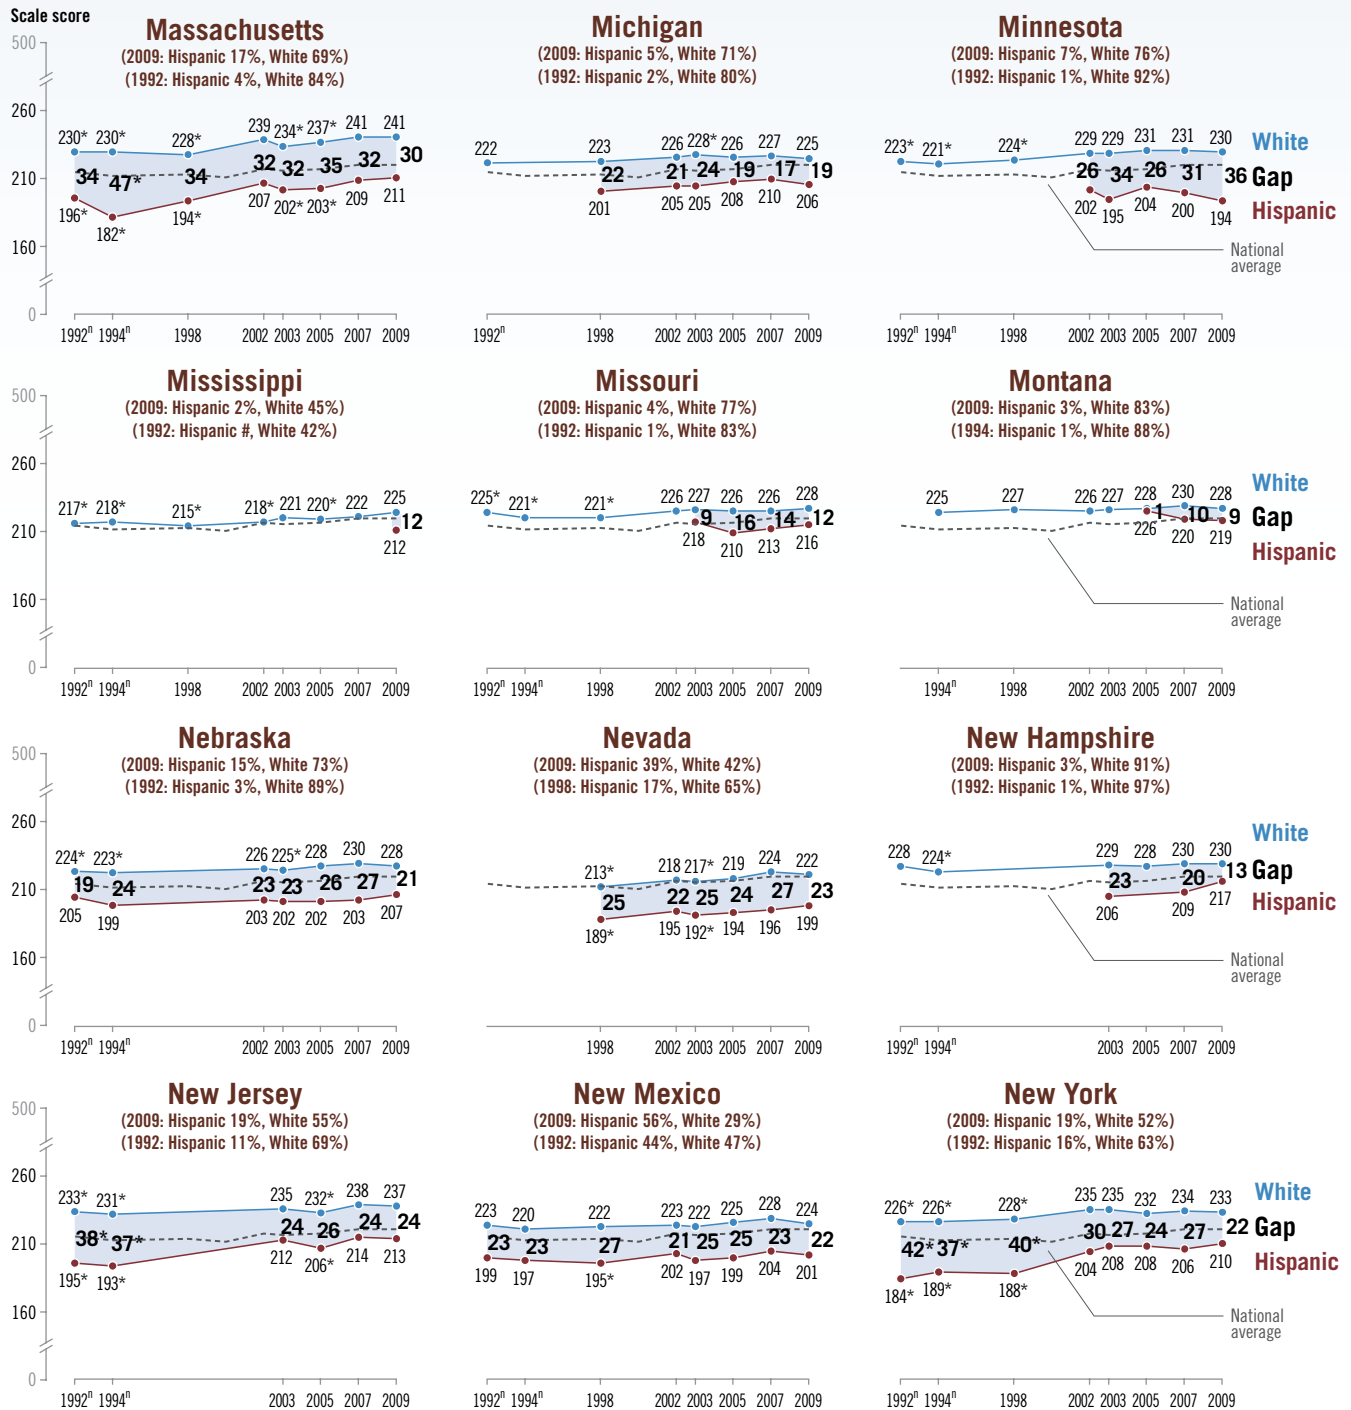 Scale score
Massachusetts
(2009: Hispanic 17%, White 69%)
(1992: Hispanic 4%, White 84%)
500
260
210
160
0
230* 230* 228* 239 234* 237* 241 241
34 47* 34 32 32 35 32 30
196* 182* 194* 207 202* 203* 209 211
1992n 1994n 1998 2002 2003 2005 2007 2009
Michigan
(2009: Hispanic 5%, White 71%)
(1992: Hispanic 2%, White 80%)
222 223 226 228* 226 227 225
22 21 24 19 17 19
201 205 205 208 210 206
1992n 1998 2002 2003 2005 2007 2009
Minnesota
(2009: Hispanic 7%, White 76%)
(1992: Hispanic 1%, White 92%)
223* 221* 224* 229 229 231 231 230
26 34 26 31 36
202 195 204 200 194
White
Gap
Hispanic
National
average
1992n 1994n 1998 2002 2003 2005 2007 2009
Mississippi
(2009: Hispanic 2%, White 45%)
(1992: Hispanic #, White 42%)
500
260
210
160
0
217* 218* 215* 218* 221 220* 222 225
12
212
1992n 1994n 1998 2002 2003 2005 2007 2009
Missouri
(2009: Hispanic 4%, White 77%)
(1992: Hispanic 1%, White 83%)
225* 221* 221* 226 227 226 226 228
9 16 14 12
218 210 213 216
1992n 1994n 1998 2002 2003 2005 2007 2009
Montana
(2009: Hispanic 3%, White 83%)
(1994: Hispanic 1%, White 88%)
225 227 226 227 228 230 228
1 10 9
226 220 219
White
Gap
Hispanic
National
average
1994n 1998 2002 2003 2005 2007 2009
Nebraska
(2009: Hispanic 15%, White 73%)
(1992: Hispanic 3%, White 89%)
500
260
210
160
0
224* 223* 226 225* 228 230 228
19 24 23 23 26 27 21
205 199 203 202 202 203 207
1992n 1994n 2002 2003 2005 2007 2009
Nevada
(2009: Hispanic 39%, White 42%)
(1998: Hispanic 17%, White 65%)
213* 218 217* 219 224 222
25 22 25 24 27 23
189* 195 192* 194 196 199
1998 2002 2003 2005 2007 2009
New Hampshire
(2009: Hispanic 3%, White 91%)
(1992: Hispanic 1%, White 97%)
228 224* 229 228 230 230
23 20 13
206 209 217
White
Gap
Hispanic
National
average
1992n 1994n 2003 2005 2007 2009
New Jersey
(2009: Hispanic 19%, White 55%)
(1992: Hispanic 11%, White 69%)
500
260
210
160
0
233* 231* 235 232* 238 237
38* 37* 24 26 24 24
195* 193* 212 206* 214 213
1992n 1994n 2003 2005 2007 2009
New Mexico
(2009: Hispanic 56%, White 29%)
(1992: Hispanic 44%, White 47%)
223 220 222 223 222 225 228 224
23 23 27 21 25 25 23 22
199 197 195* 202 197 199 204 201
1992n 1994n 1998 2002 2003 2005 2007 2009
New York
(2009: Hispanic 19%, White 52%)
(1992: Hispanic 16%, White 63%)
226* 226* 228* 235 235 232 234 233
42* 37* 40* 30 27 24 27 22
184* 189* 188* 204 208 208 206 210
White
Gap
Hispanic
National
average
1992n 1994n 1998 2002 2003 2005 2007 2009